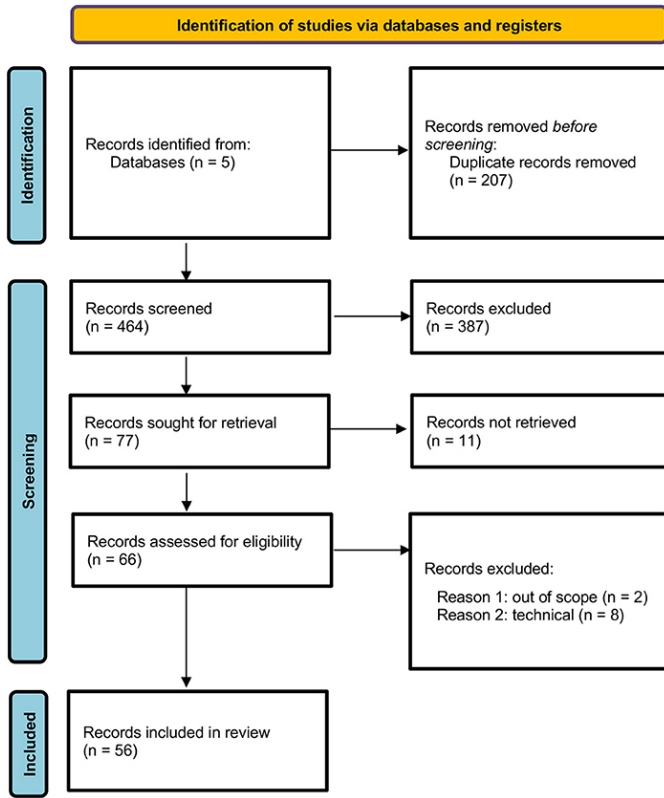 Identification of studies via databases and registers
Identification
Records identified from:
Databases (n = 5)
Records removed before
screening:
Duplicate records removed
(n = 207)
Screening
Records screened
(n = 464)
Records excluded
(n = 387)
Records sought for retrieval
(n = 77)
Records not retrieved
(n = 11)
Records assessed for eligibility
(n = 66)
Records excluded:
Reason 1: out of scope (n = 2)
Reason 2: technical (n = 8)
Included
Records included in review
(n = 56)